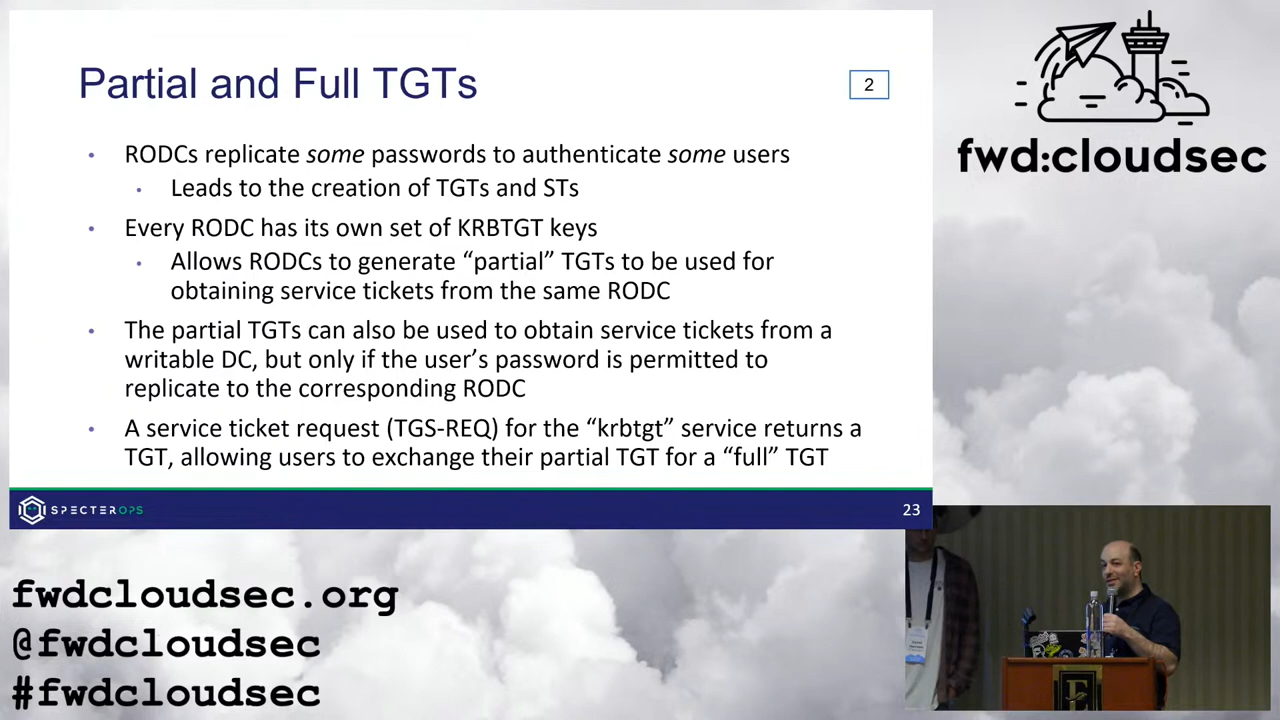 Partial and Full TGTs
2
• RODCs replicate some passwords to authenticate some users
• Leads to the creation of TGTs and STs
• Every RODC has its own set of KRBTGT keys
• Allows RODCs to generate “partial” TGTs to be used for
obtaining service tickets from the same RODC
• The partial TGTs can also be used to obtain service tickets from a
writable DC, but only if the user’s password is permitted to
replicate to the corresponding RODC
• A service ticket request (TGS-REQ) for the “krbtgt” service returns a
TGT, allowing users to exchange their partial TGT for a “full” TGT
SPECTEROPS
23
fwd:cloudsec
fwdcloudsec.org
@fwdcloudsec
#fwdcloudsec